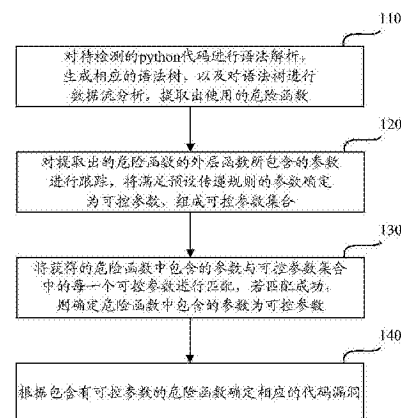 110
对待检测的python代码进行语法解析,
生成相应的语法树, 以及对语法树进行
数据流分析, 提取出使用的危险函数
120
对提取出的危险函数的外层函数所包含的参数
进行跟踪, 将满足预设传递规则的参数确定
为可控参数, 组成可控参数集合
130
将获得的危险函数中包含的参数与可控参数集合
中的每一个可控参数进行匹配, 若匹配成功,
则确定危险函数中包含的参数为可控参数
140
根据包含有可控参数的危险函数确定相应的代码漏洞